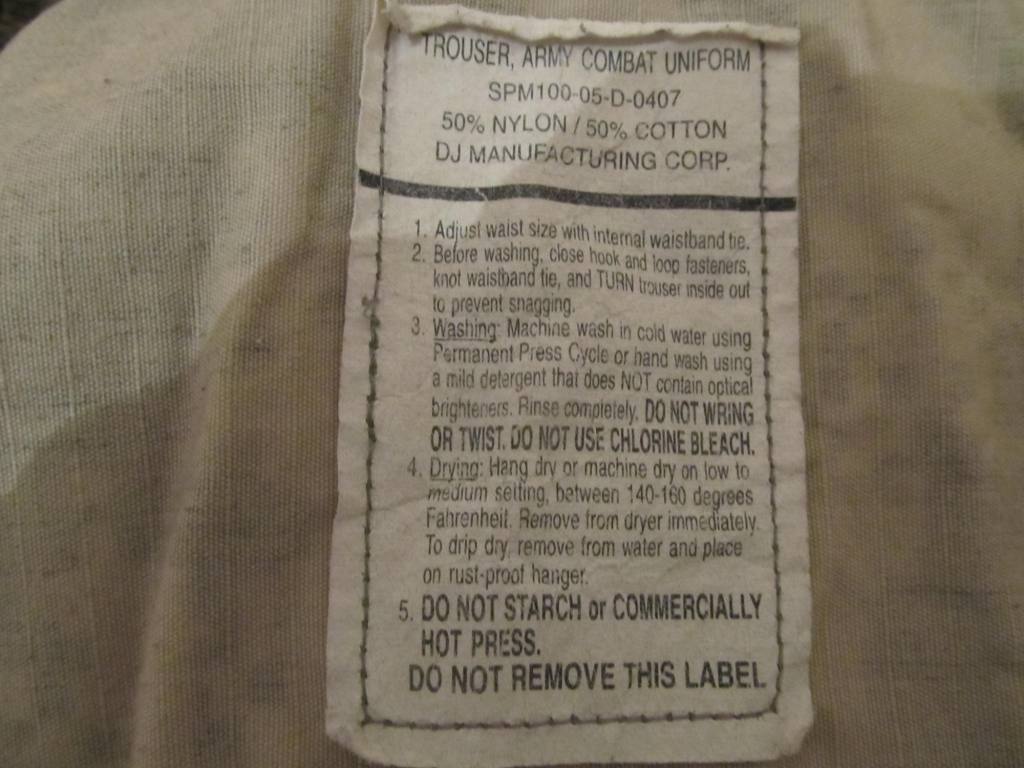 TROUSER, ARMY COMBAT UNIFORM
SPM100-05-D-0407
50% NYLON / 50% COTTON
DJ MANUFACTURING CORP.
1. Adjust waist size with internal waistband tie.
2. Before washing, close hook and loop fasteners,
knot waistband tie, and TURN trouser inside out
to prevent snagging.
3. Washing: Machine wash in cold water using
Permanent Press Cycle or hand wash using
a mild detergent that does NOT contain optical
brighteners. Rinse completely. DO NOT WRING
OR TWIST. DO NOT USE CHLORINE BLEACH.
4. Drying: Hang dry or machine dry on low to
medium setting, between 140-160 degrees
Fahrenheit. Remove from dryer immediately.
To drip dry, remove from water and place
on rust-proof hanger.
5. DO NOT STARCH or COMMERCIALLY
HOT PRESS.
DO NOT REMOVE THIS LABEL.